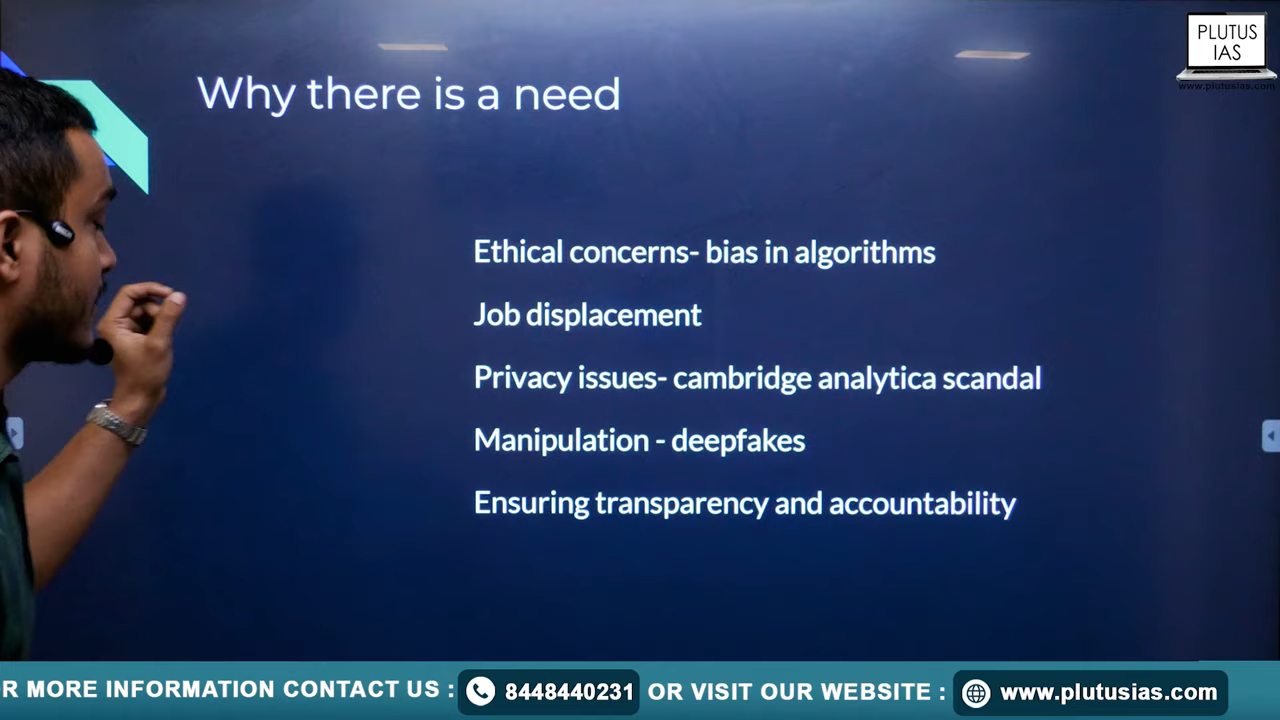 PLUTUS
IAS
www.plutusias.com
Why there is a need
Ethical concerns- bias in algorithms
Job displacement
Privacy issues- cambridge analytica scandal
Manipulation - deepfakes
Ensuring transparency and accountability
R MORE INFORMATION CONTACT US : 8448440231 OR VISIT OUR WEBSITE : www.plutusias.com